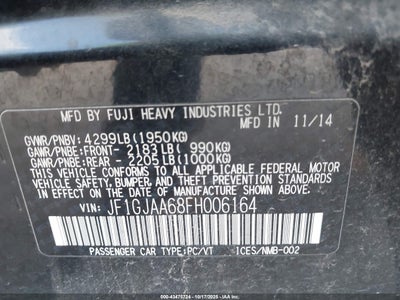 MFD BY FUJI HEAVY INDUSTRIES LTD.
MFD IN 11/14
GVWR/PNBV: 4299LB(1950KG)
GAWR/PNBE:FRONT- 2183LB( 990KG)
GAWR/PNBE:REAR - 2205LB(1000KG)
THIS VEHICLE CONFORMS TO ALL APPLICABLE FEDERAL MOTOR
VEHICLE SAFETY, BUMPER, AND THEFT PREVENTION STANDARDS
IN EFFECT ON THE DATE OF MANUFACTURE SHOWN ABOVE.
VIN: JF1GJAA68FH006164
PASSENGER CAR TYPE:PC/VT ICES/NMB-002
000-43475724 - 10/17/2025 - IAA, Inc.